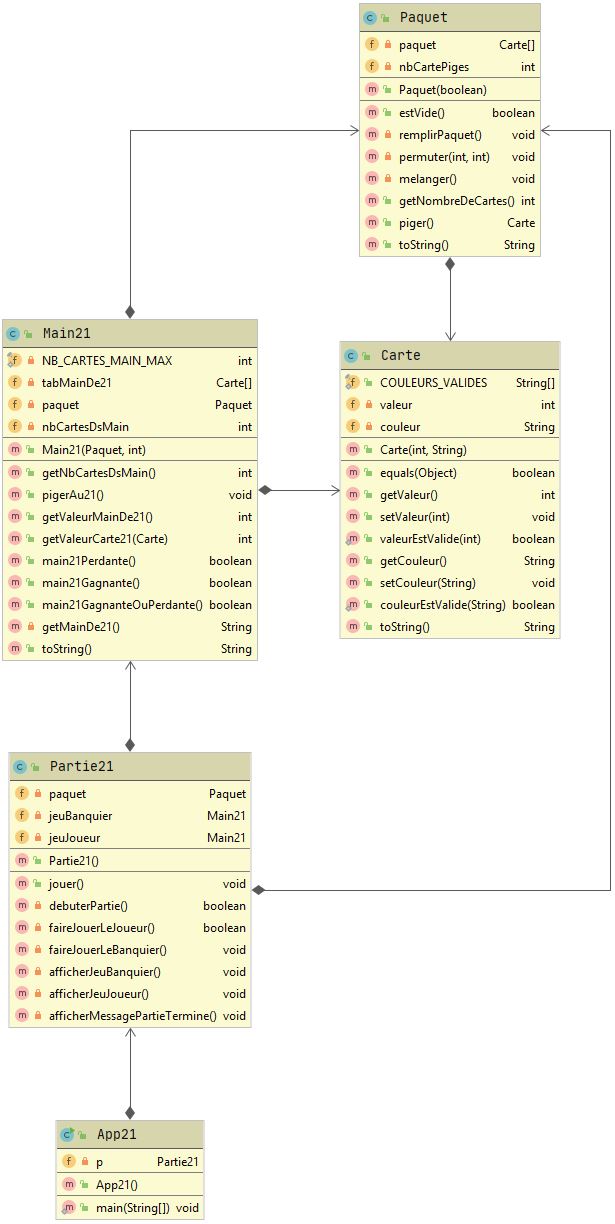 Paquet
paquet Carte[]
nbCartePiges int
Paquet(boolean)
estVide() boolean
remplirPaquet() void
permuter(int, int) void
melanger() void
getNombreDeCartes() int
piger() Carte
toString() String
Main21
NB_CARTES_MAIN_MAX int
tabMainDe21 Carte[]
paquet Paquet
nbCartesDsMain int
Main21(Paquet, int)
getNbCartesDsMain() int
pigerAu21() void
getValeurMainDe21() int
getValeurCarte21(Carte) int
main21Perdante() boolean
main21Gagnante() boolean
main21GagnanteOuPerdante() boolean
getMainDe21() String
toString() String
Carte
COULEURS_VALIDES String[]
valeur int
couleur String
Carte(int, String)
equals(Object) boolean
getValeur() int
setValeur(int) void
valeurEstValide(int) boolean
getCouleur() String
setCouleur(String) void
couleurEstValide(String) boolean
toString() String
Partie21
paquet Paquet
jeuBanquier Main21
jeuJoueur Main21
Partie21()
jouer() void
debuterPartie() boolean
faireJouerLeJoueur() boolean
faireJouerLeBanquier() void
afficherJeuBanquier() void
afficherJeuJoueur() void
afficherMessagePartieTermine() void
App21
p Partie21
App21()
main(String[]) void